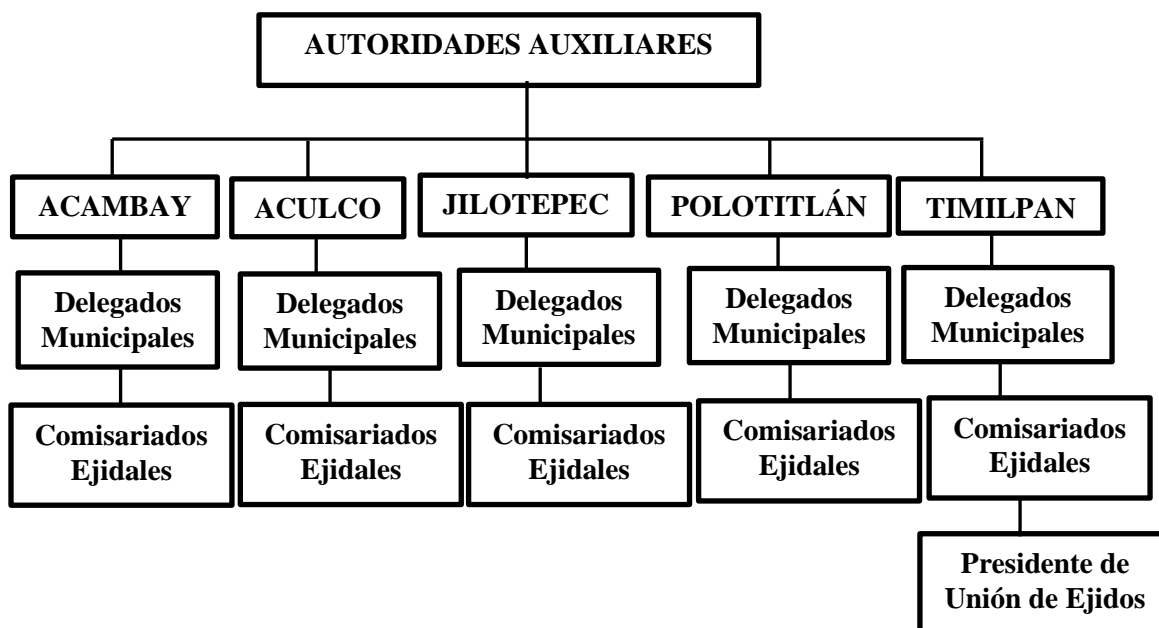 AUTORIDADES AUXILIARES
ACAMBAY
ACULCO
JILOTEPEC
POLOTITLÁN
TIMILPAN
Delegados
Municipales
Delegados
Municipales
Delegados
Municipales
Delegados
Municipales
Delegados
Municipales
Comisariados
Ejidales
Comisariados
Ejidales
Comisariados
Ejidales
Comisariados
Ejidales
Comisariados
Ejidales
Presidente de
Unión de Ejidos